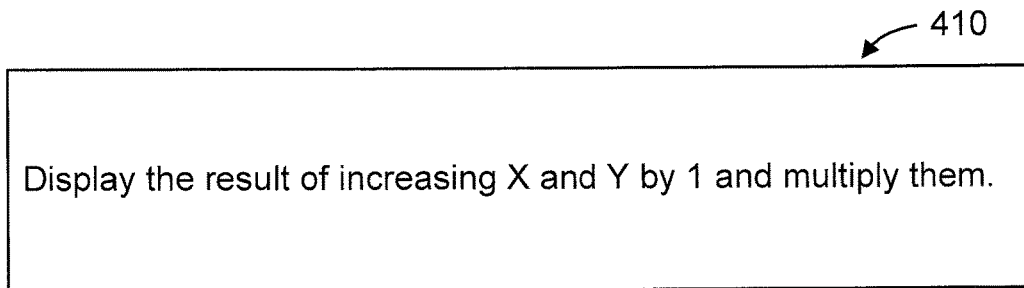 410
Display the result of increasing X and Y by 1 and multiply them.